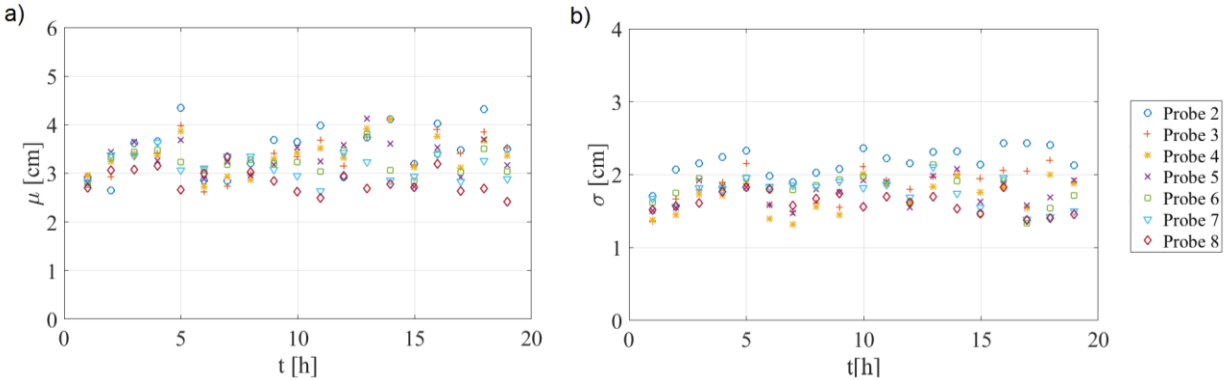 a)
6
5
4
3
2
1
0
μ [cm]
0 5 10 15 20
t [h]
b)
4
3
2
1
0
σ [cm]
0 5 10 15 20
t[h]
Probe 2
Probe 3
Probe 4
Probe 5
Probe 6
Probe 7
Probe 8